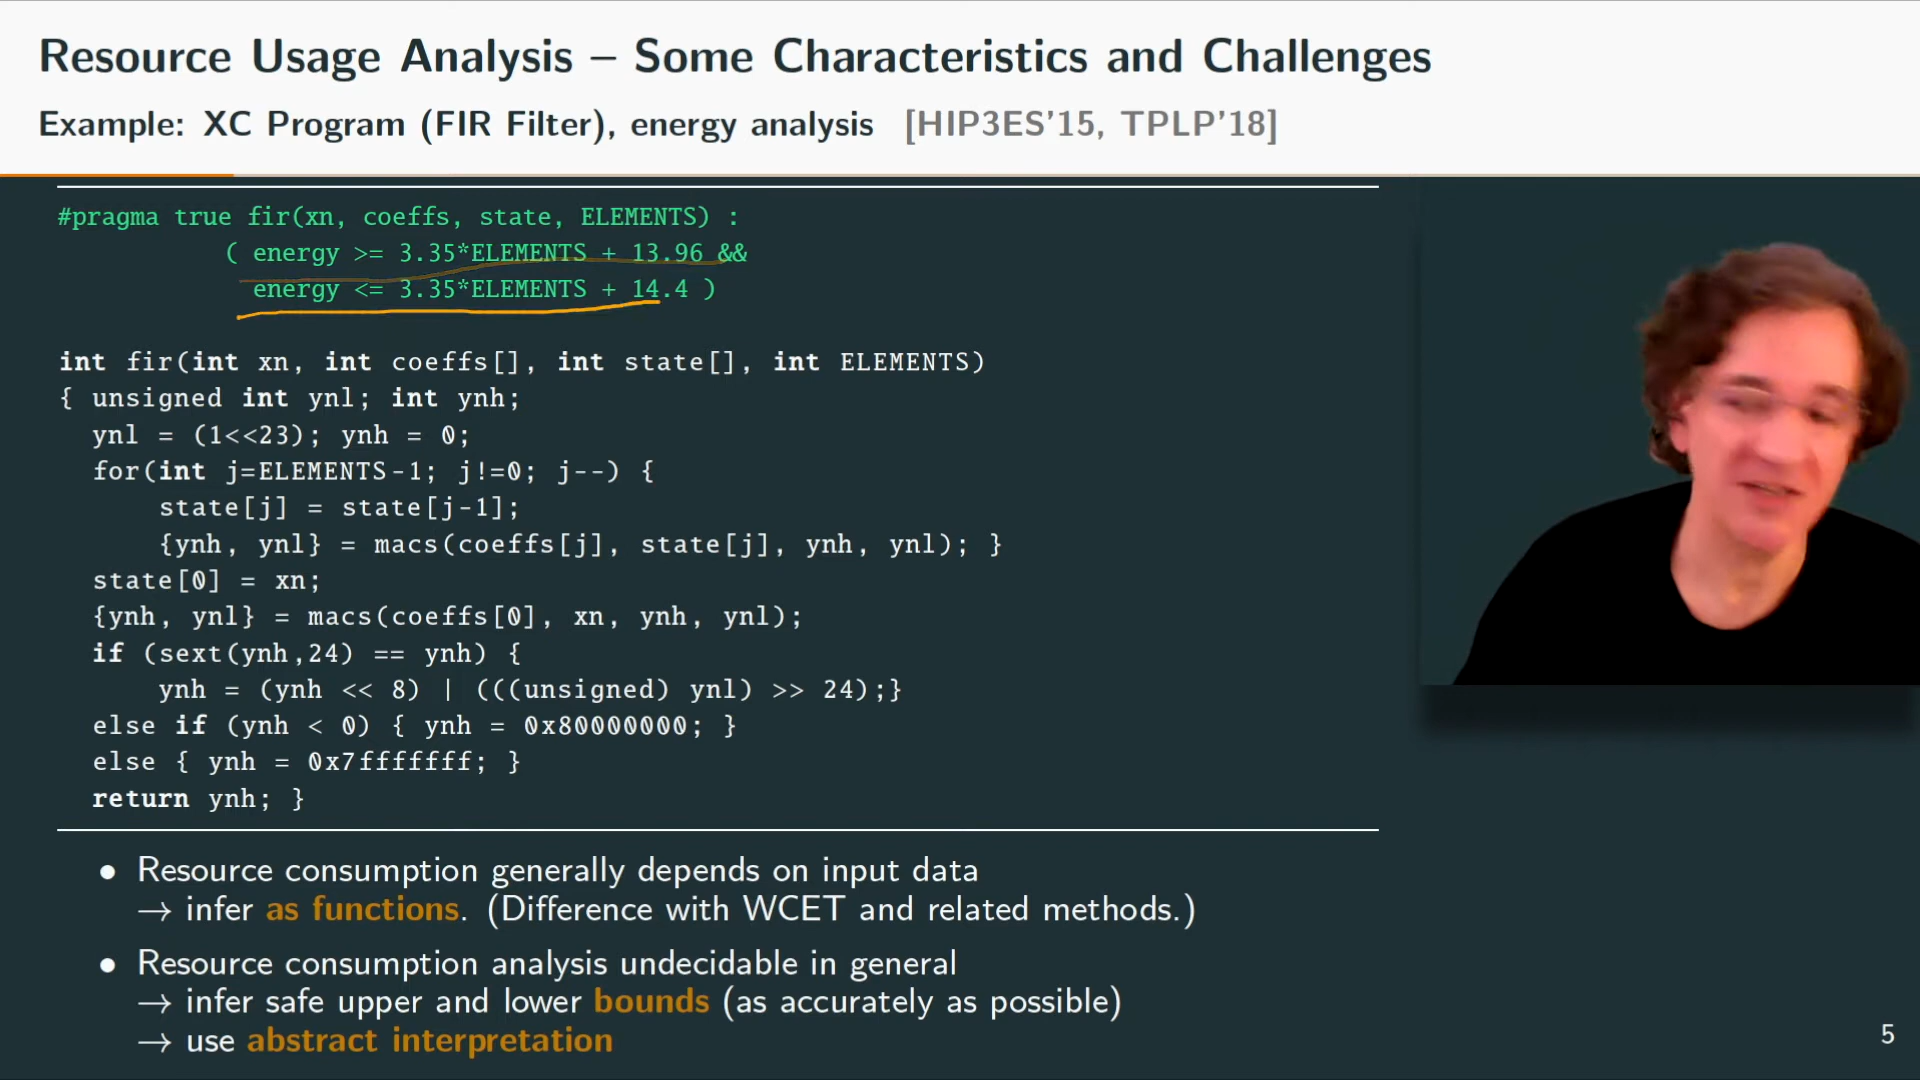 Resource Usage Analysis – Some Characteristics and Challenges
Example: XC Program (FIR Filter), energy analysis [HIP3ES'15, TPLP'18]
#pragma true fir(xn, coeffs, state, ELEMENTS) :
( energy >= 3.35*ELEMENTS + 13.96 &&
energy <= 3.35*ELEMENTS + 14.4 )
int fir(int xn, int coeffs[], int state[], int ELEMENTS)
{ unsigned int ynl; int ynh;
ynl = (1<<23); ynh = 0;
for(int j=ELEMENTS-1; j!=0; j--) {
state[j] = state[j-1];
{ynh, ynl} = macs(coeffs[j], state[j], ynh, ynl); }
state[0] = xn;
{ynh, ynl} = macs(coeffs[0], xn, ynh, ynl);
if (sext(ynh,24) == ynh) {
ynh = (ynh << 8) | (((unsigned) ynl) >> 24);}
else if (ynh < 0) { ynh = 0x80000000; }
else { ynh = 0x7fffffff; }
return ynh; }
• Resource consumption generally depends on input data
→ infer as functions. (Difference with WCET and related methods.)
• Resource consumption analysis undecidable in general
→ infer safe upper and lower bounds (as accurately as possible)
→ use abstract interpretation
5